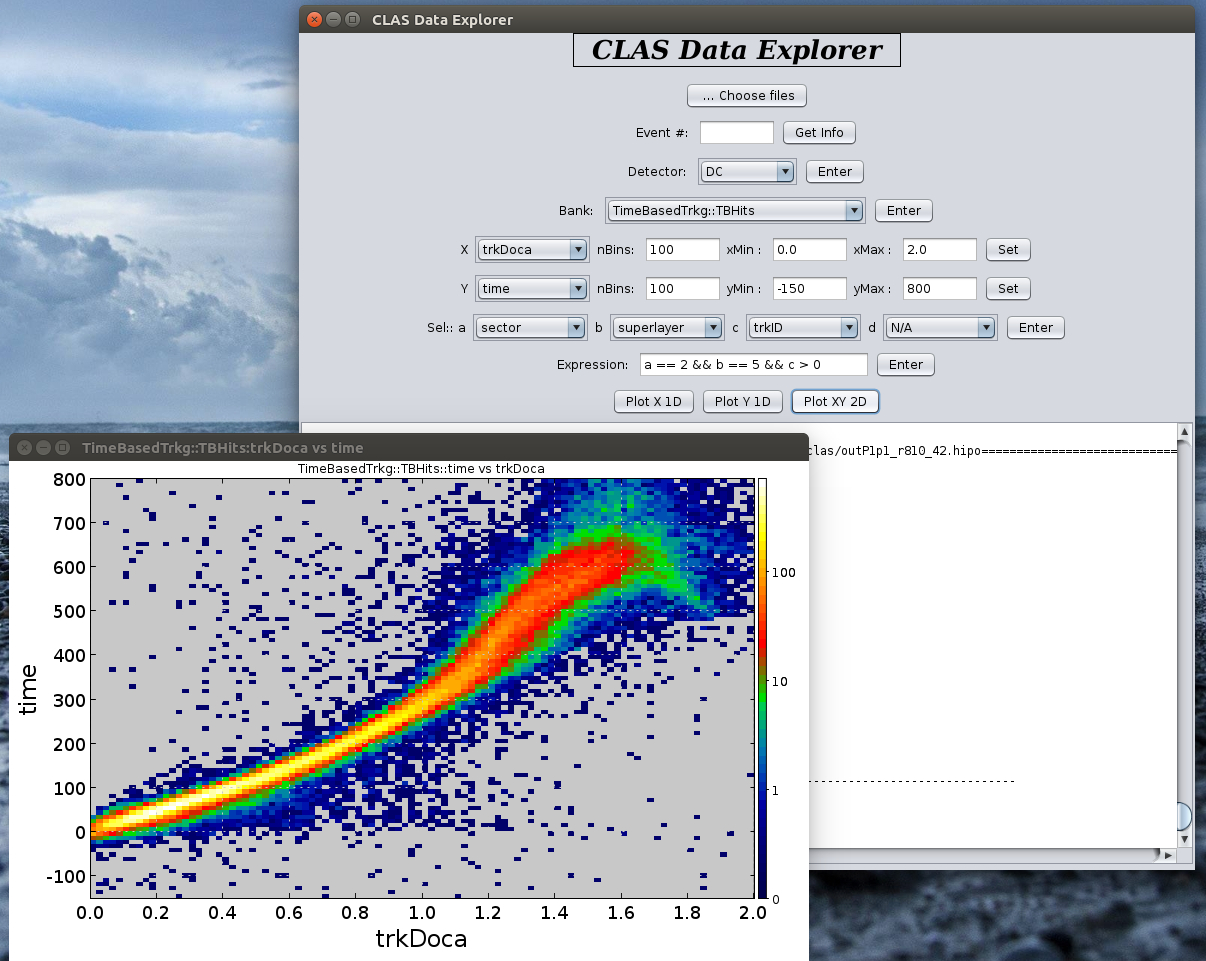 CLAS Data Explorer
CLAS Data Explorer
... Choose files
Event #: Get Info
Detector: DC Enter
Bank: TimeBasedTrkg::TBHits Enter
X trkDoca nBins: 100 xMin : 0.0 xMax : 2.0 Set
Y time nBins: 100 yMin : -150 yMax : 800 Set
Sel:: a sector b superlayer c trkID d N/A Enter
Expression: a == 2 && b == 5 && c > 0 Enter
Plot X 1D Plot Y 1D Plot XY 2D
clas/outP1p1_r810_42.hipo============================
------------------------------
TimeBasedTrkg::TBHits:trkDoca vs time
TimeBasedTrkg::TBHits::time vs trkDoca
800
700
600
500
400
300
200
100
0
-100
time
100
10
1
0
0.0 0.2 0.4 0.6 0.8 1.0 1.2 1.4 1.6 1.8 2.0
trkDoca